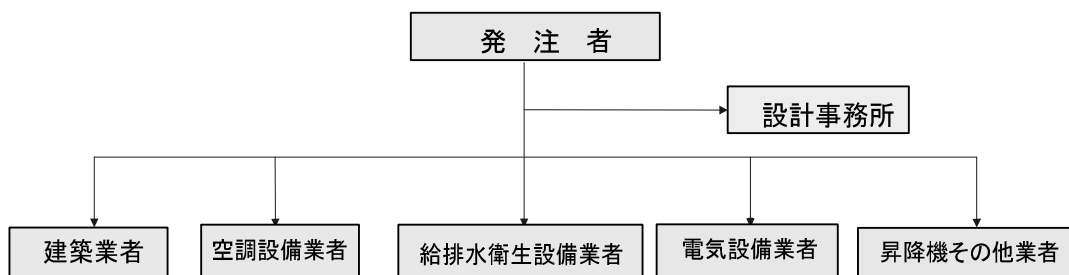 発 注 者
設計事務所
建築業者
空調設備業者
給排水衛生設備業者
電気設備業者
昇降機その他業者